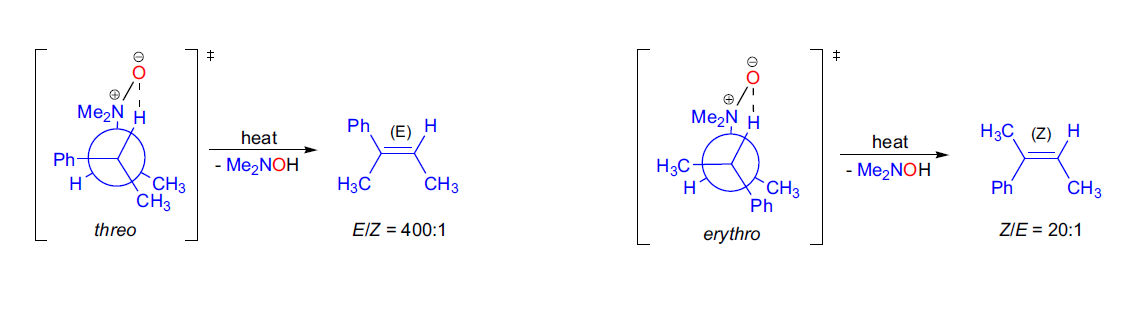 ⊖
O
‡
⊕
Me₂N H
Ph
H
CH₃
CH₃
threo
heat
- Me₂NOH
Ph (E) H
H₃C CH₃
E/Z = 400:1
⊖
O
‡
⊕
Me₂N H
H₃C
H
CH₃
Ph
erythro
heat
- Me₂NOH
H₃C (Z) H
Ph CH₃
Z/E = 20:1